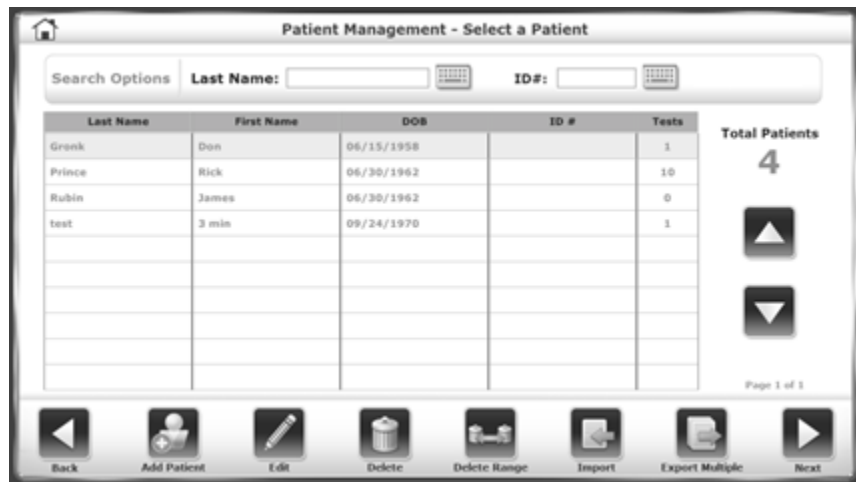 Patient Management - Select a Patient
Search Options Last Name: ID#:
Last Name First Name DOB ID # Tests
Total Patients
4
Gronk Don 06/15/1958 1
Prince Rick 06/30/1962 10
Rubin James 06/30/1962 0
test 3 min 09/24/1970 1
Page 1 of 1
Back Add Patient Edit Delete Delete Range Import Export Multiple Next